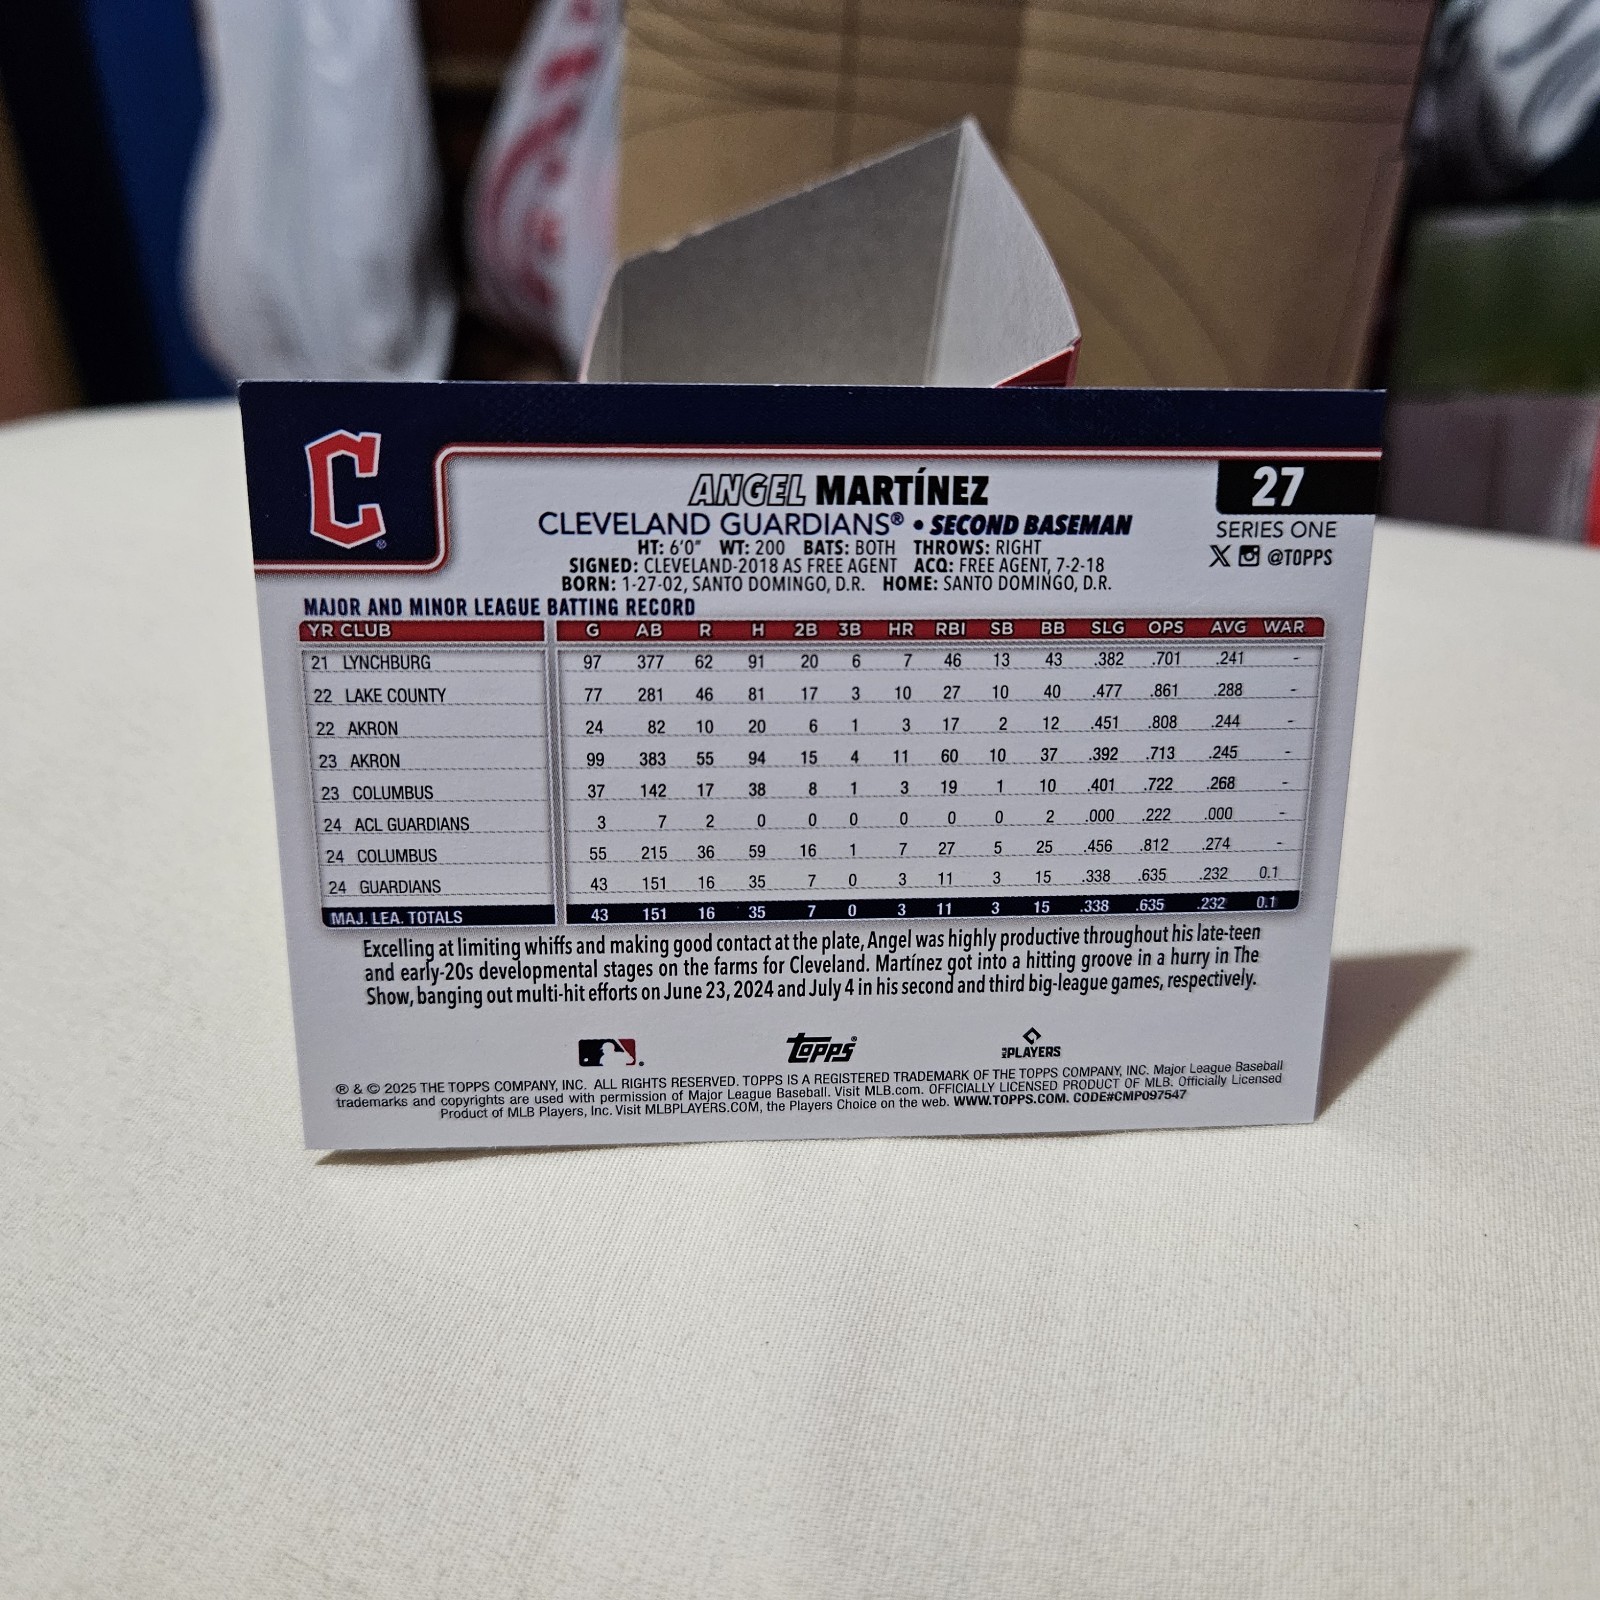 C
27
ANGEL MARTÍNEZ
CLEVELAND GUARDIANS® • SECOND BASEMAN
SERIES ONE
@TOPPS
HT: 6'0" WT: 200 BATS: BOTH THROWS: RIGHT
SIGNED: CLEVELAND-2018 AS FREE AGENT ACQ: FREE AGENT, 7-2-18
BORN: 1-27-02, SANTO DOMINGO, D.R. HOME: SANTO DOMINGO, D.R.
MAJOR AND MINOR LEAGUE BATTING RECORD
YR CLUB G AB R H 2B 3B HR RBI SB BB SLG OPS AVG WAR
21 LYNCHBURG 97 377 62 91 20 6 7 46 13 43 .382 .701 .241 -
22 LAKE COUNTY 77 281 46 81 17 3 10 27 10 40 .477 .861 .288 -
22 AKRON 24 82 10 20 6 1 3 17 2 12 .451 .808 .244 -
23 AKRON 99 383 55 94 15 4 11 60 10 37 .392 .713 .245 -
23 COLUMBUS 37 142 17 38 8 1 3 19 1 10 .401 .722 .268 -
24 ACL GUARDIANS 3 7 2 0 0 0 0 0 0 2 .000 .222 .000 -
24 COLUMBUS 55 215 36 59 16 1 7 27 5 25 .456 .812 .274 -
24 GUARDIANS 43 151 16 35 7 0 3 11 3 15 .338 .635 .232 0.1
MAJ. LEA. TOTALS 43 151 16 35 7 0 3 11 3 15 .338 .635 .232 0.1
Excelling at limiting whiffs and making good contact at the plate, Angel was highly productive throughout his late-teen
and early-20s developmental stages on the farms for Cleveland. Martínez got into a hitting groove in a hurry in The
Show, banging out multi-hit efforts on June 23, 2024 and July 4 in his second and third big-league games, respectively.
Topps®
MLB PLAYERS
® & © 2025 THE TOPPS COMPANY, INC. ALL RIGHTS RESERVED. TOPPS IS A REGISTERED TRADEMARK OF THE TOPPS COMPANY, INC. Major League Baseball
trademarks and copyrights are used with permission of Major League Baseball. Visit MLB.com. OFFICIALLY LICENSED PRODUCT OF MLB. Officially Licensed
Product of MLB Players, Inc. Visit MLBPLAYERS.COM, the Players Choice on the web. WWW.TOPPS.COM. CODE#CMP097547